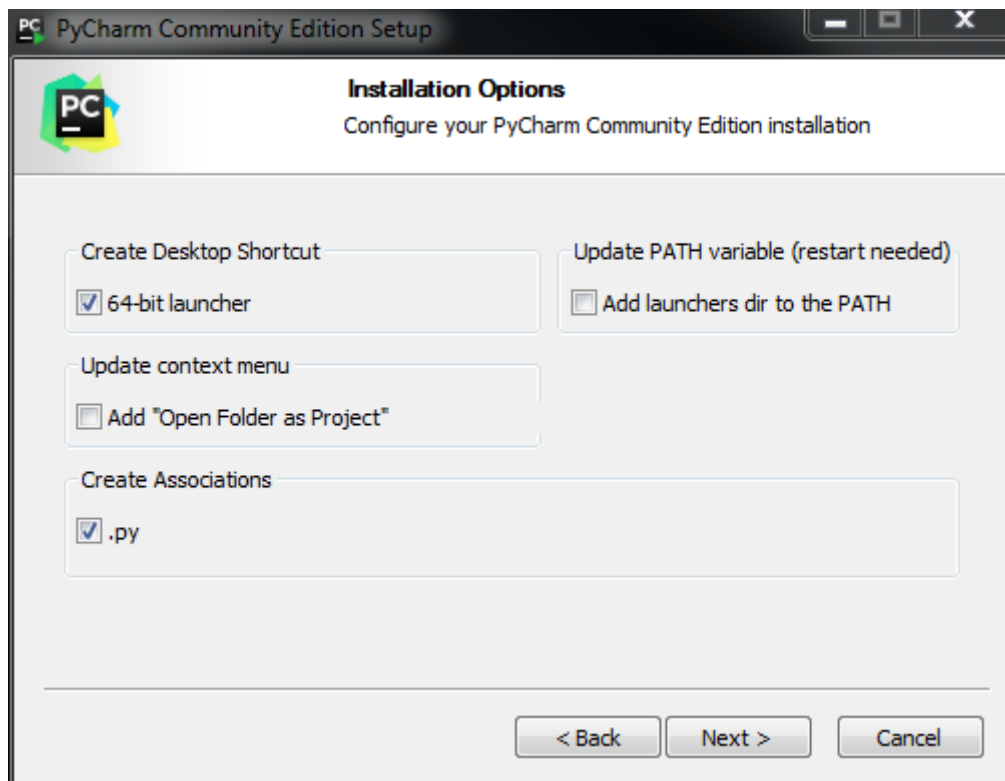 PC PyCharm Community Edition Setup
PC
Installation Options
Configure your PyCharm Community Edition installation
Create Desktop Shortcut
64-bit launcher
Update PATH variable (restart needed)
Add launchers dir to the PATH
Update context menu
Add "Open Folder as Project"
Create Associations
.py
< Back
Next >
Cancel